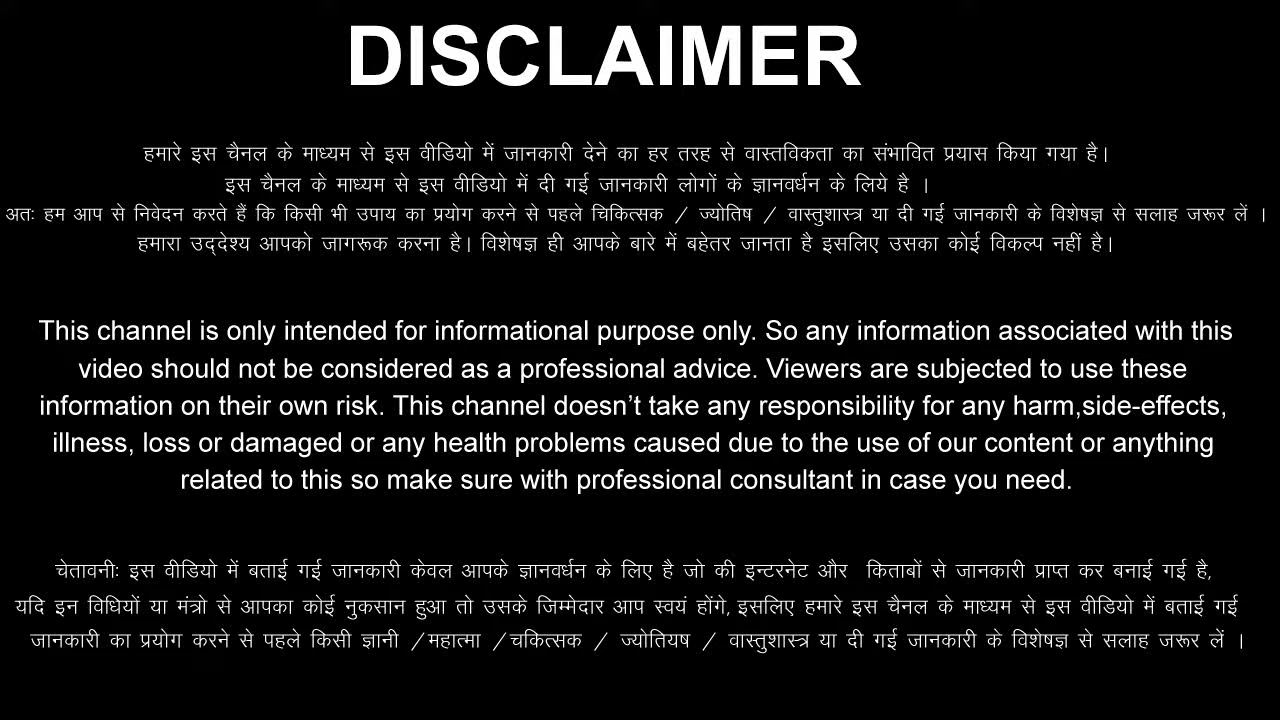 DISCLAIMER
हमारे इस चैनल के माध्यम से इस वीडियो में जानकारी देने का हर तरह से वास्तविकता का संभावित प्रयास किया गया है।
इस चैनल के माध्यम से इस वीडियो में दी गई जानकारी लोगों के ज्ञानवर्धन के लिये है ।
अतः हम आप से निवेदन करते हैं कि किसी भी उपाय का प्रयोग करने से पहले चिकित्सक / ज्योतिष / वास्तुशास्त्र या दी गई जानकारी के विशेषज्ञ से सलाह जरूर लें ।
हमारा उद्देश्य आपको जागरूक करना है। विशेषज्ञ ही आपके बारे में बहेतर जानता है इसलिए उसका कोई विकल्प नहीं है।
This channel is only intended for informational purpose only. So any information associated with this
video should not be considered as a professional advice. Viewers are subjected to use these
information on their own risk. This channel doesn’t take any responsibility for any harm,side-effects,
illness, loss or damaged or any health problems caused due to the use of our content or anything
related to this so make sure with professional consultant in case you need.
चेतावनीः इस वीडियो में बताई गई जानकारी केवल आपके ज्ञानवर्धन के लिए है जो की इन्टरनेट और किताबों से जानकारी प्राप्त कर बनाई गई है,
यदि इन विधियों या मंत्रो से आपका कोई नुकसान हुआ तो उसके जिम्मेदार आप स्वयं होंगे, इसलिए हमारे इस चैनल के माध्यम से इस वीडियो में बताई गई
जानकारी का प्रयोग करने से पहले किसी ज्ञानी /महात्मा /चकित्सक / ज्योतियष / वास्तुशास्त्र या दी गई जानकारी के विशेषज्ञ से सलाह जरूर लें ।